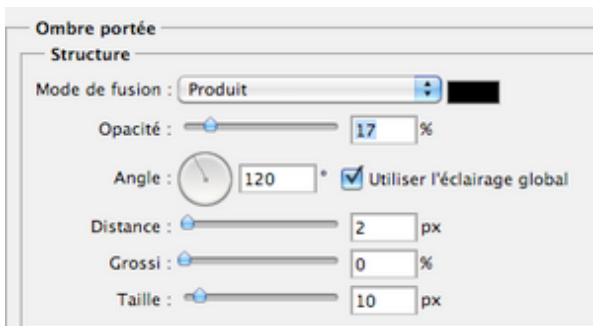 Ombre portée
Structure
Mode de fusion : Produit
Opacité : 17 %
Angle : 120 ° Utiliser l'éclairage global
Distance : 2 px
Grossi : 0 %
Taille : 10 px